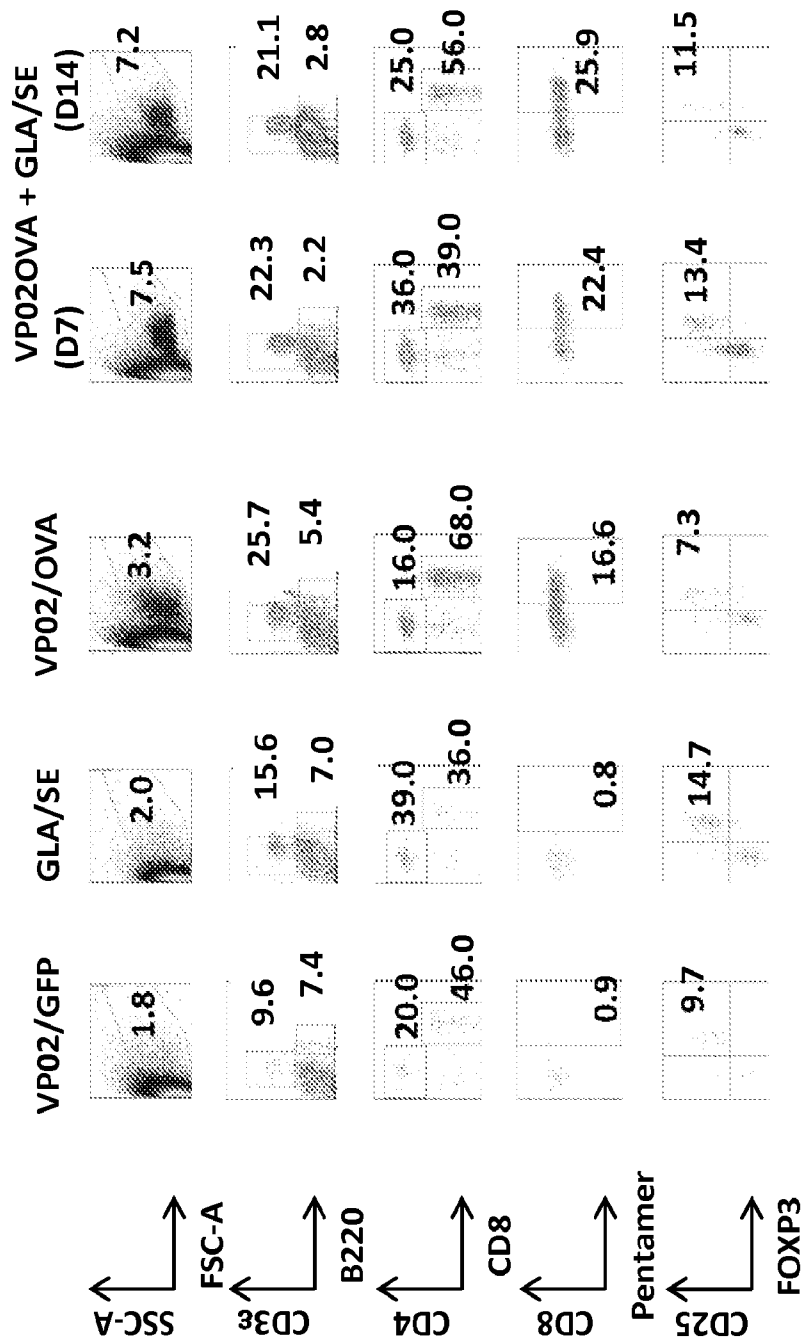 VP02OVA + GLA/SE
VP02/GFP GLA/SE VP02/OVA (D7) (D14)
SSC-A
1.8 2.0 3.2 7.5 7.2
FSC-A
CD3ε
9.6 15.6 25.7 22.3 21.1
7.4 7.0 5.4 2.2 2.8
B220
CD4
20.0 39.0 16.0 36.0 25.0
46.0 36.0 68.0 39.0 56.0
CD8
CD8
0.9 0.8 16.6 22.4 25.9
Pentamer
CD25
9.7 14.7 7.3 13.4 11.5
FOXP3